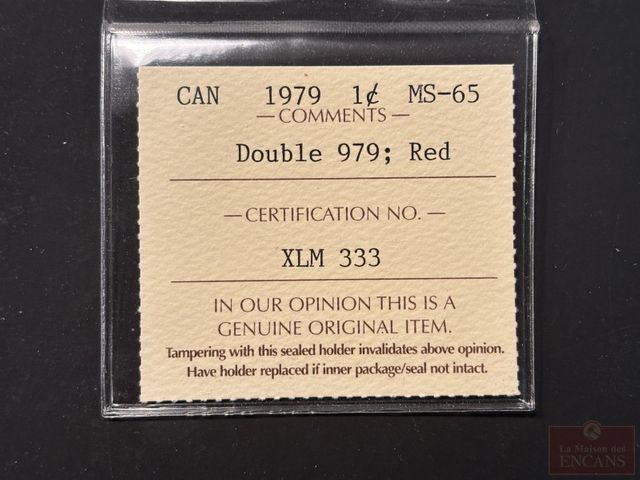 CAN 1979 1¢ MS-65
— COMMENTS —
Double 979; Red
— CERTIFICATION NO. —
XLM 333
IN OUR OPINION THIS IS A
GENUINE ORIGINAL ITEM.
Tampering with this sealed holder invalidates above opinion.
Have holder replaced if inner package/seal not intact.
La Maison des
ENCANS